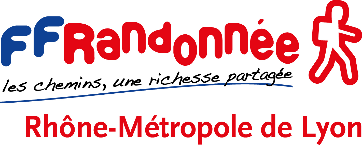 FFRandonnée
les chemins, une richesse partagée
Rhône-Métropole de Lyon